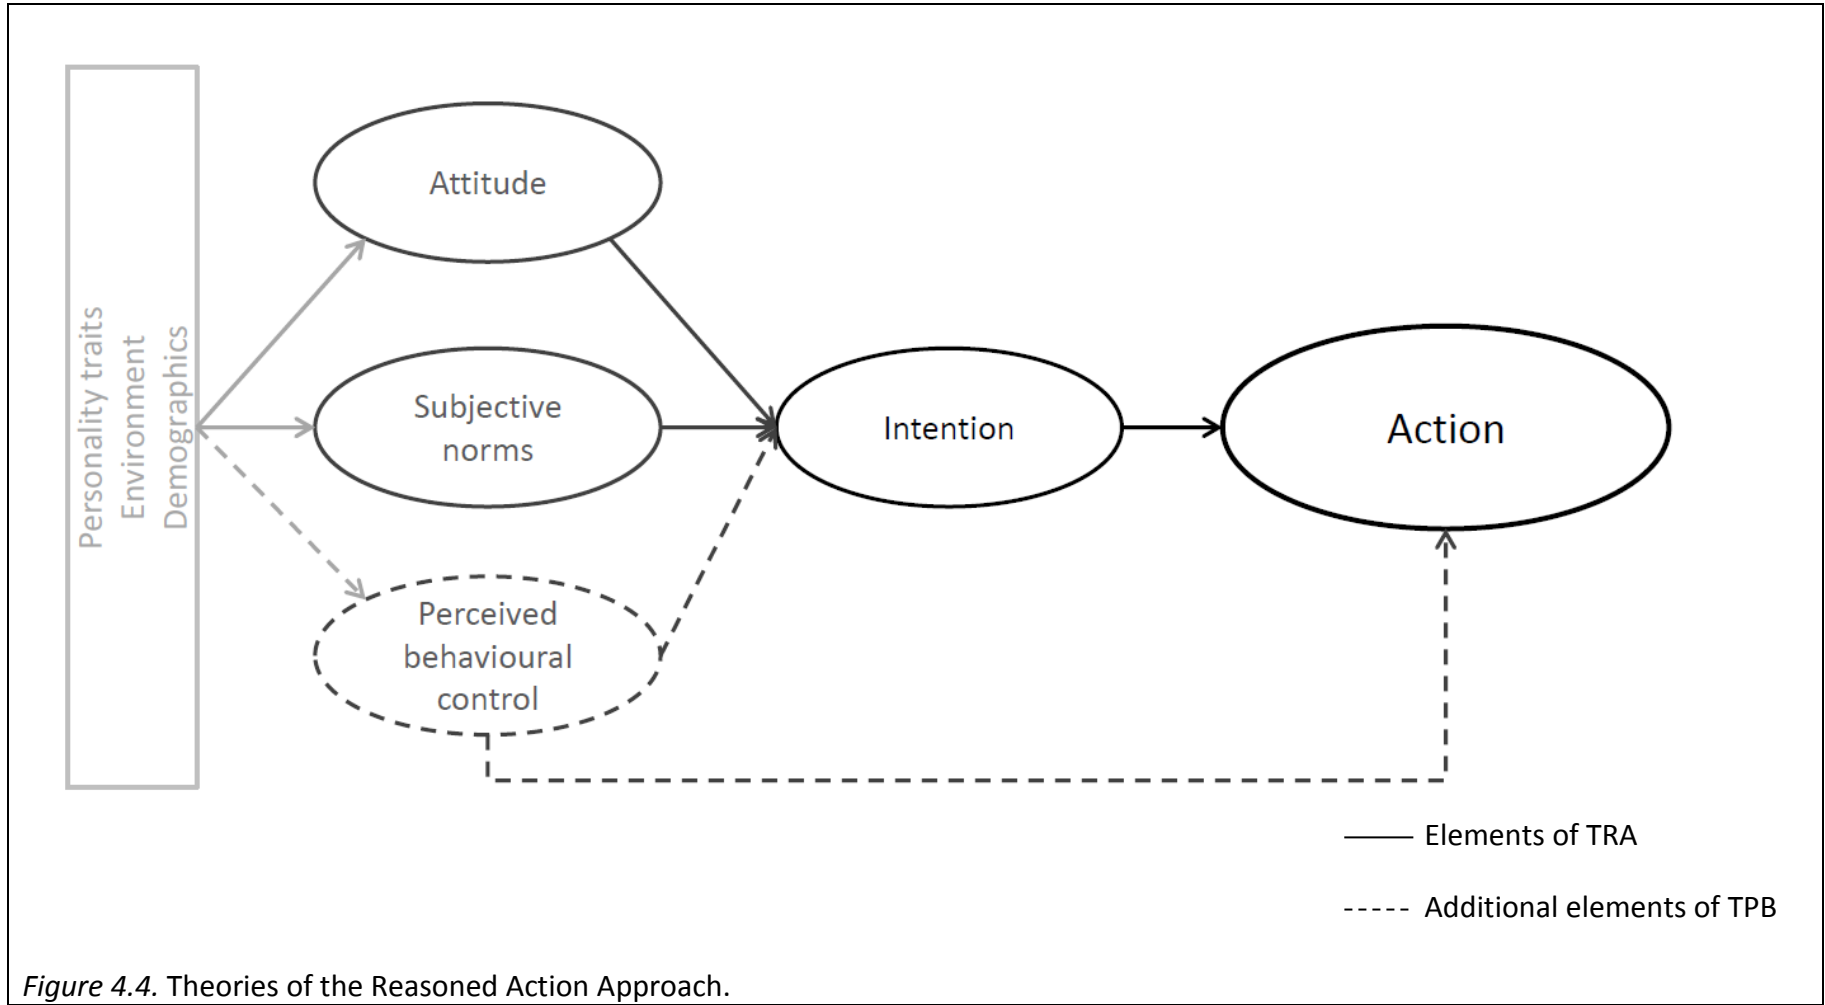 Personality traits
Environment
Demographics
Attitude
Subjective
norms
Perceived
behavioural
control
Intention
Action
Elements of TRA
Additional elements of TPB
Figure 4.4. Theories of the Reasoned Action Approach.